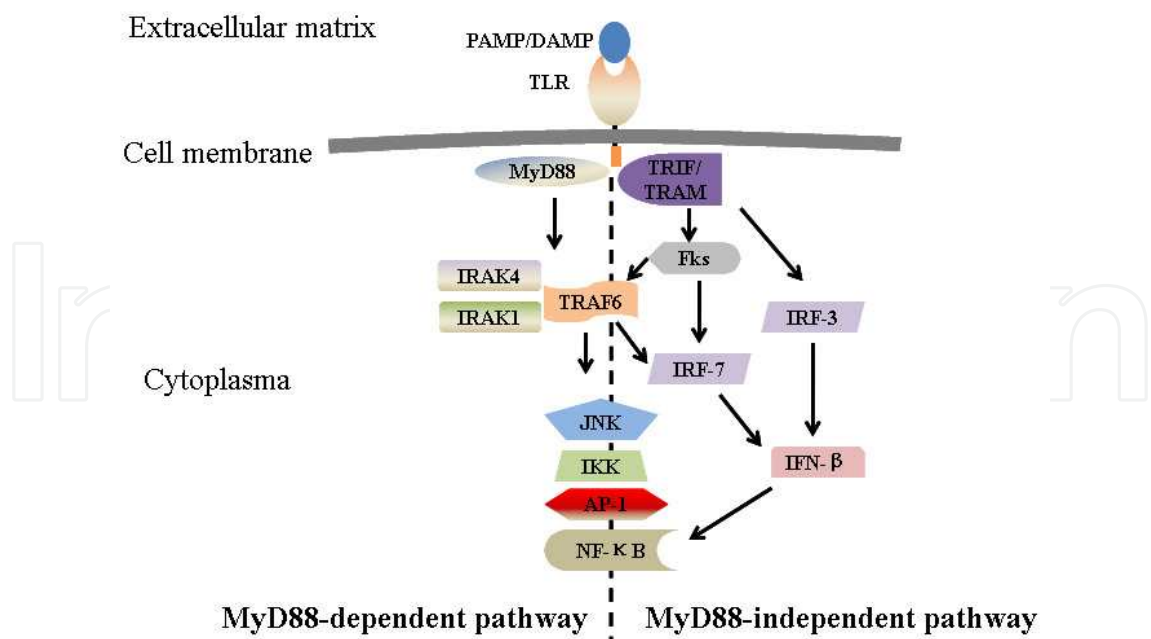 Extracellular matrix
PAMP/DAMP
TLR
Cell membrane
MyD88
TRIF/
TRAM
Fks
IRAK4
TRAF6
IRAK1
IRF-3
IRF-7
Cytoplasma
JNK
IKK
IFN-β
AP-1
NF-κB
MyD88-dependent pathway
MyD88-independent pathway